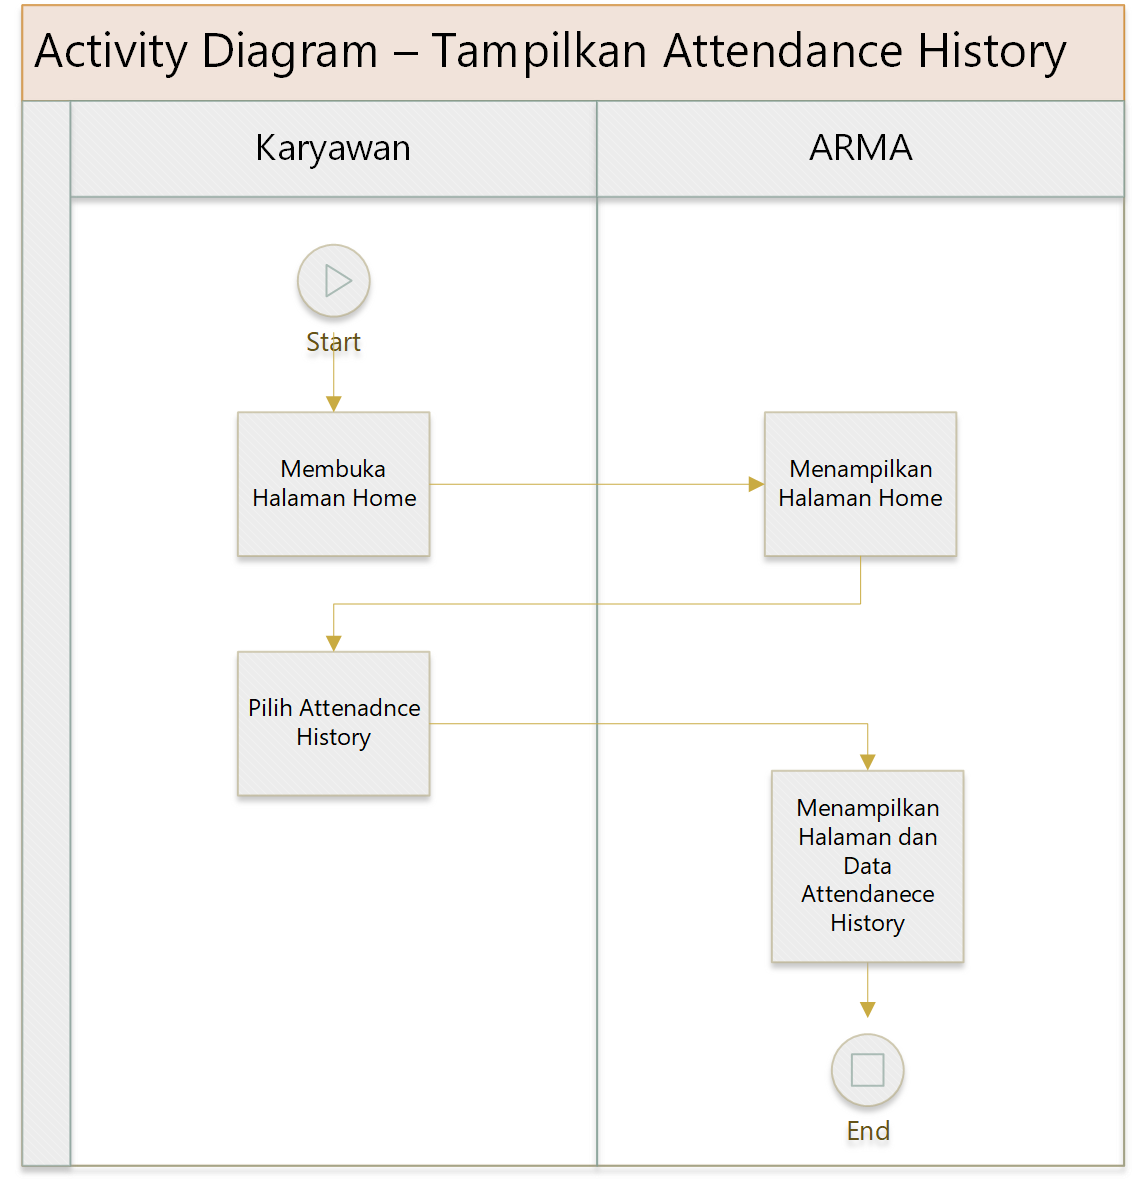 Activity Diagram – Tampilkan Attendance History
Karyawan
ARMA
Start
Membuka
Halaman Home
Menampilkan
Halaman Home
Pilih Attenadnce
History
Menampilkan
Halaman dan
Data
Attendanece
History
End